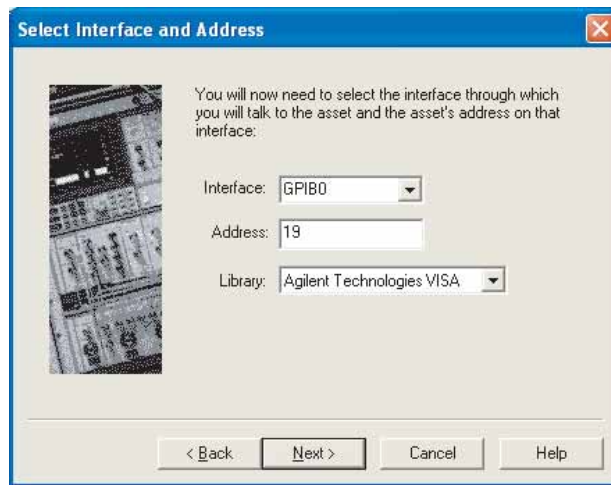 Select Interface and Address
You will now need to select the interface through which
you will talk to the asset and the asset's address on that
interface:
Interface: GPIB0
Address: 19
Library: Agilent Technologies VISA
< Back Next > Cancel Help